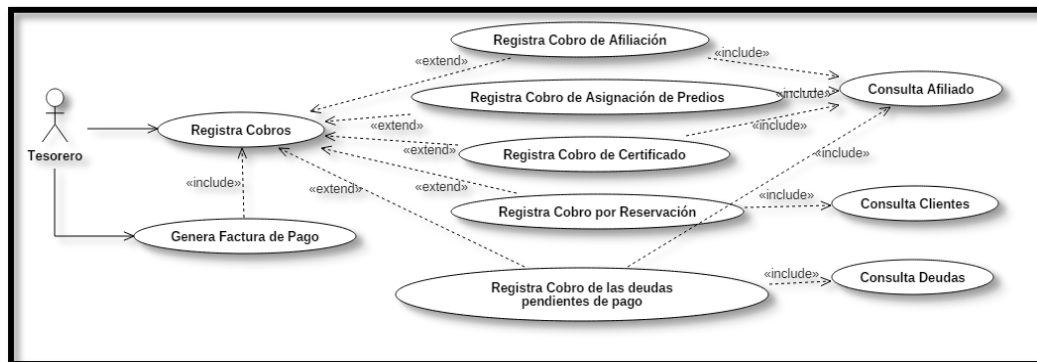 Registra Cobro de Afiliación
«include»
«extend»
Consulta Afiliado
Registra Cobro de Asignación de Predios
«include»
Tesorero
Registra Cobros
«extend»
«include»
«extend»
Registra Cobro de Certificado
«include»
«include»
«extend»
«extend»
Registra Cobro por Reservación
«include»
Consulta Clientes
Genera Factura de Pago
«include»
Consulta Deudas
Registra Cobro de las deudas
pendientes de pago